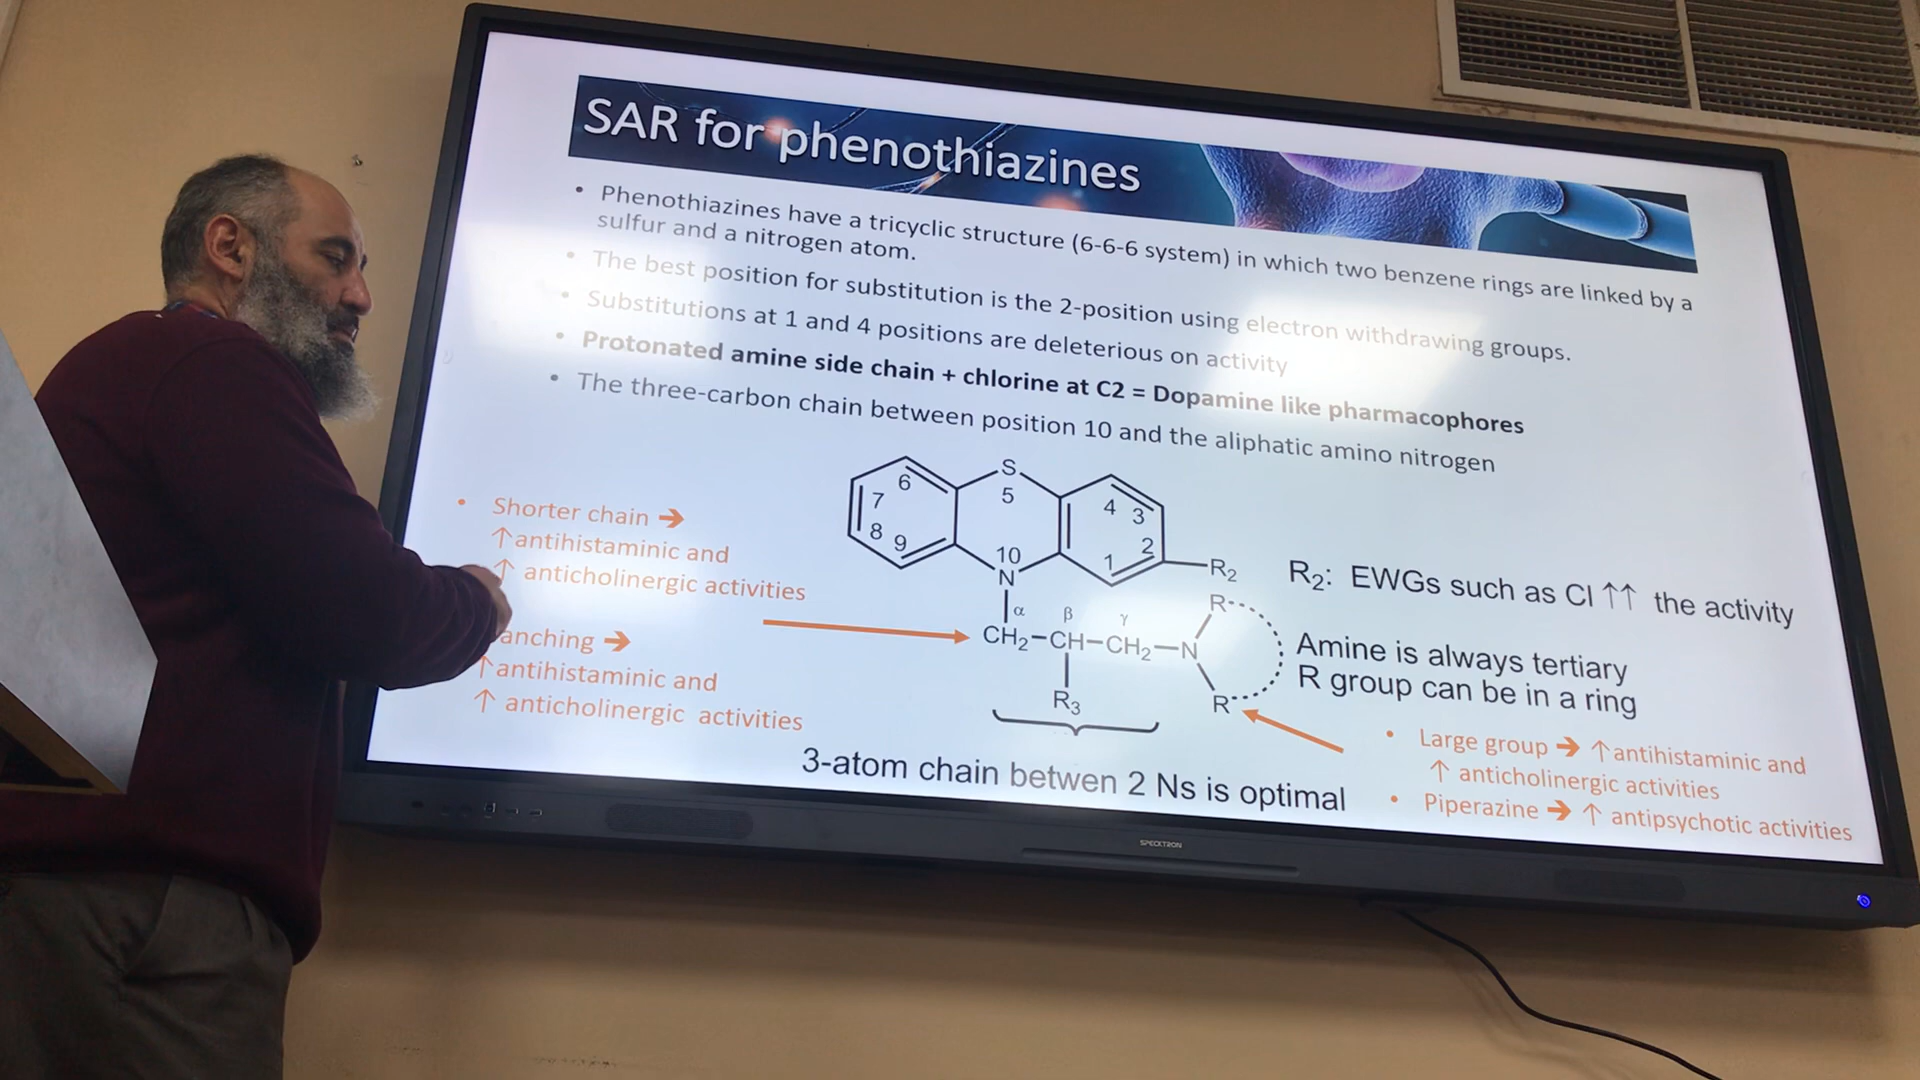 SAR for phenothiazines
• Phenothiazines have a tricyclic structure (6-6-6 system) in which two benzene rings are linked by a
sulfur and a nitrogen atom.
• The best position for substitution is the 2-position using electron withdrawing groups.
• Substitutions at 1 and 4 positions are deleterious on activity
• Protonated amine side chain + chlorine at C2 = Dopamine like pharmacophores
• The three-carbon chain between position 10 and the aliphatic amino nitrogen
• Shorter chain ➔
↑antihistaminic and
↑ anticholinergic activities
anching ➔
↑antihistaminic and
↑ anticholinergic activities
S
5
6
7
8
9
4
3
2
1
10
N
R₂
α
β
γ
CH₂–CH–CH₂–N
R
R
R₃
3-atom chain betwen 2 Ns is optimal
R₂: EWGs such as Cl ↑↑ the activity
Amine is always tertiary
R group can be in a ring
• Large group ➔ ↑antihistaminic and
↑ anticholinergic activities
• Piperazine ➔ ↑ antipsychotic activities
SPECKTRON